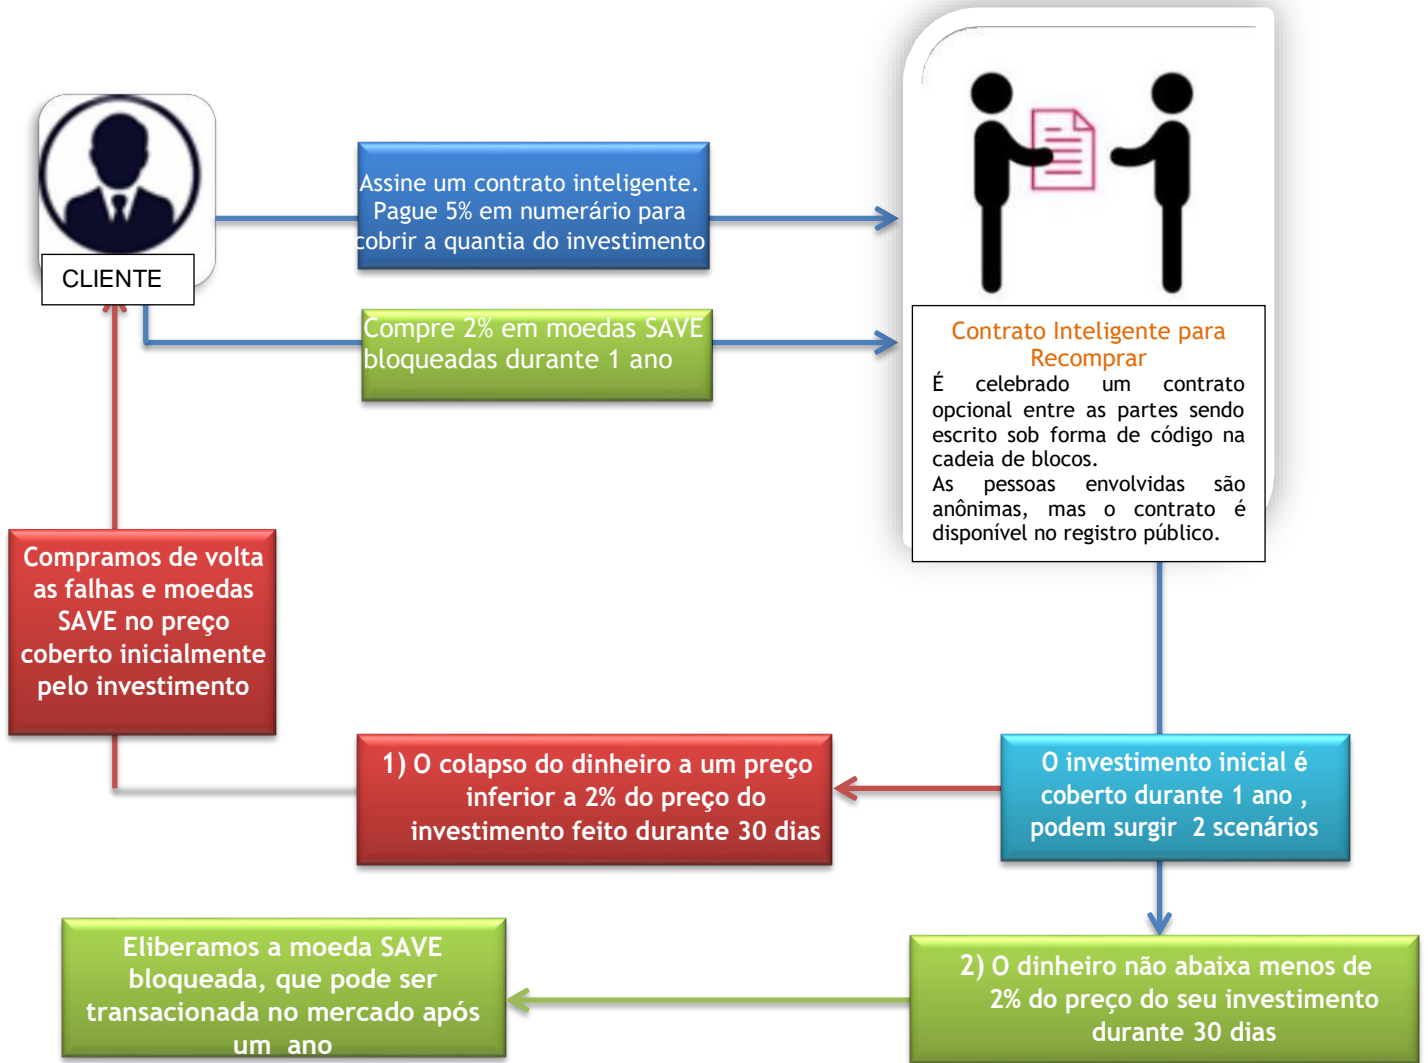 CLIENTE
Assine um contrato inteligente.
Pague 5% em numerário para
cobrir a quantia do investimento
Compre 2% em moedas SAVE
bloqueadas durante 1 ano
Contrato Inteligente para
Recomprar
É celebrado um contrato
opcional entre as partes sendo
escrito sob forma de código na
cadeia de blocos.
As pessoas envolvidas são
anônimas, mas o contrato é
disponível no registro público.
Compramos de volta
as falhas e moedas
SAVE no preço
coberto inicialmente
pelo investimento
1) O colapso do dinheiro a um preço
inferior a 2% do preço do
investimento feito durante 30 dias
O investimento inicial é
coberto durante 1 ano ,
podem surgir 2 scenários
Eliberamos a moeda SAVE
bloqueada, que pode ser
transacionada no mercado após
um ano
2) O dinheiro não abaixa menos de
2% do preço do seu investimento
durante 30 dias